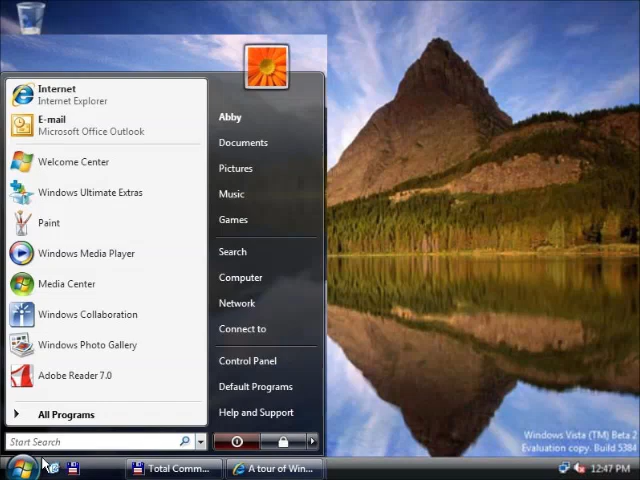 Internet
Internet Explorer
E-mail
Microsoft Office Outlook
Welcome Center
Windows Ultimate Extras
Paint
Windows Media Player
Media Center
Windows Collaboration
Windows Photo Gallery
Adobe Reader 7.0
All Programs
Start Search
Abby
Documents
Pictures
Music
Games
Search
Computer
Network
Connect to
Control Panel
Default Programs
Help and Support
Windows Vista (TM) Beta 2
Evaluation copy. Build 5384
Total Comm...
A tour of Win...
12:47 PM